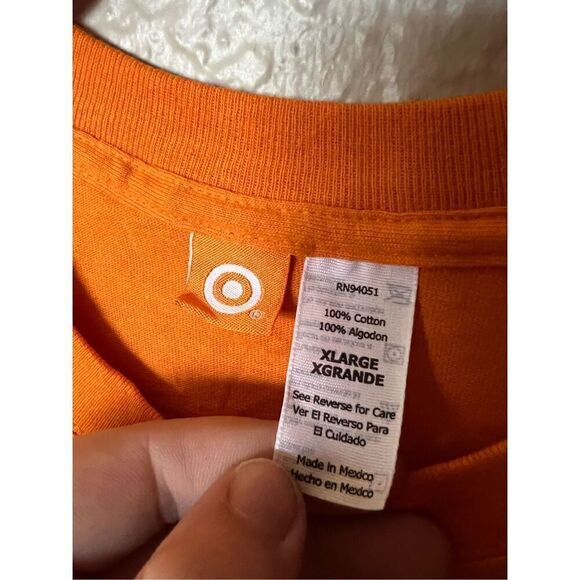 RN94051
100% Cotton
100% Algodon
XLARGE
XGRANDE
See Reverse for Care
Ver El Reverso Para
El Cuidado
Made in Mexico
Hecho en Mexico